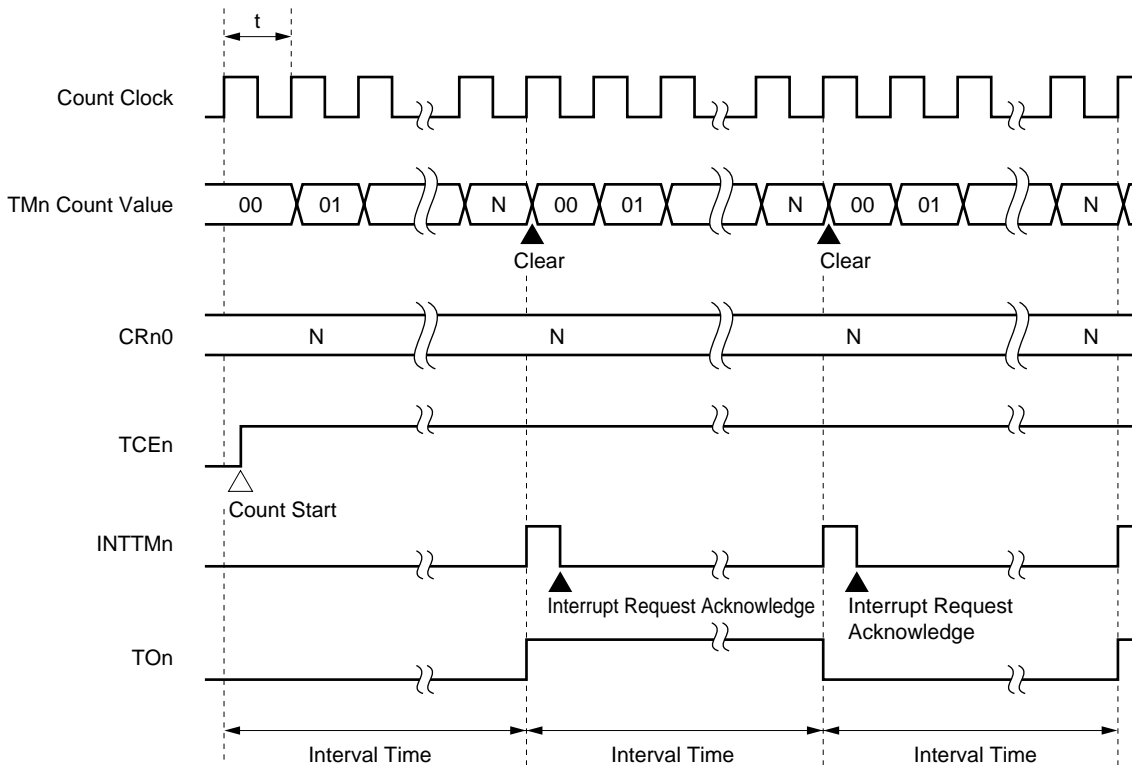 t
Count Clock
TMn Count Value 00 01 N 00 01 N 00 01 N
Clear Clear
CRn0 N N N N
TCEn
Count Start
INTTMn
Interrupt Request Acknowledge Interrupt Request
Acknowledge
TOn
Interval Time Interval Time Interval Time